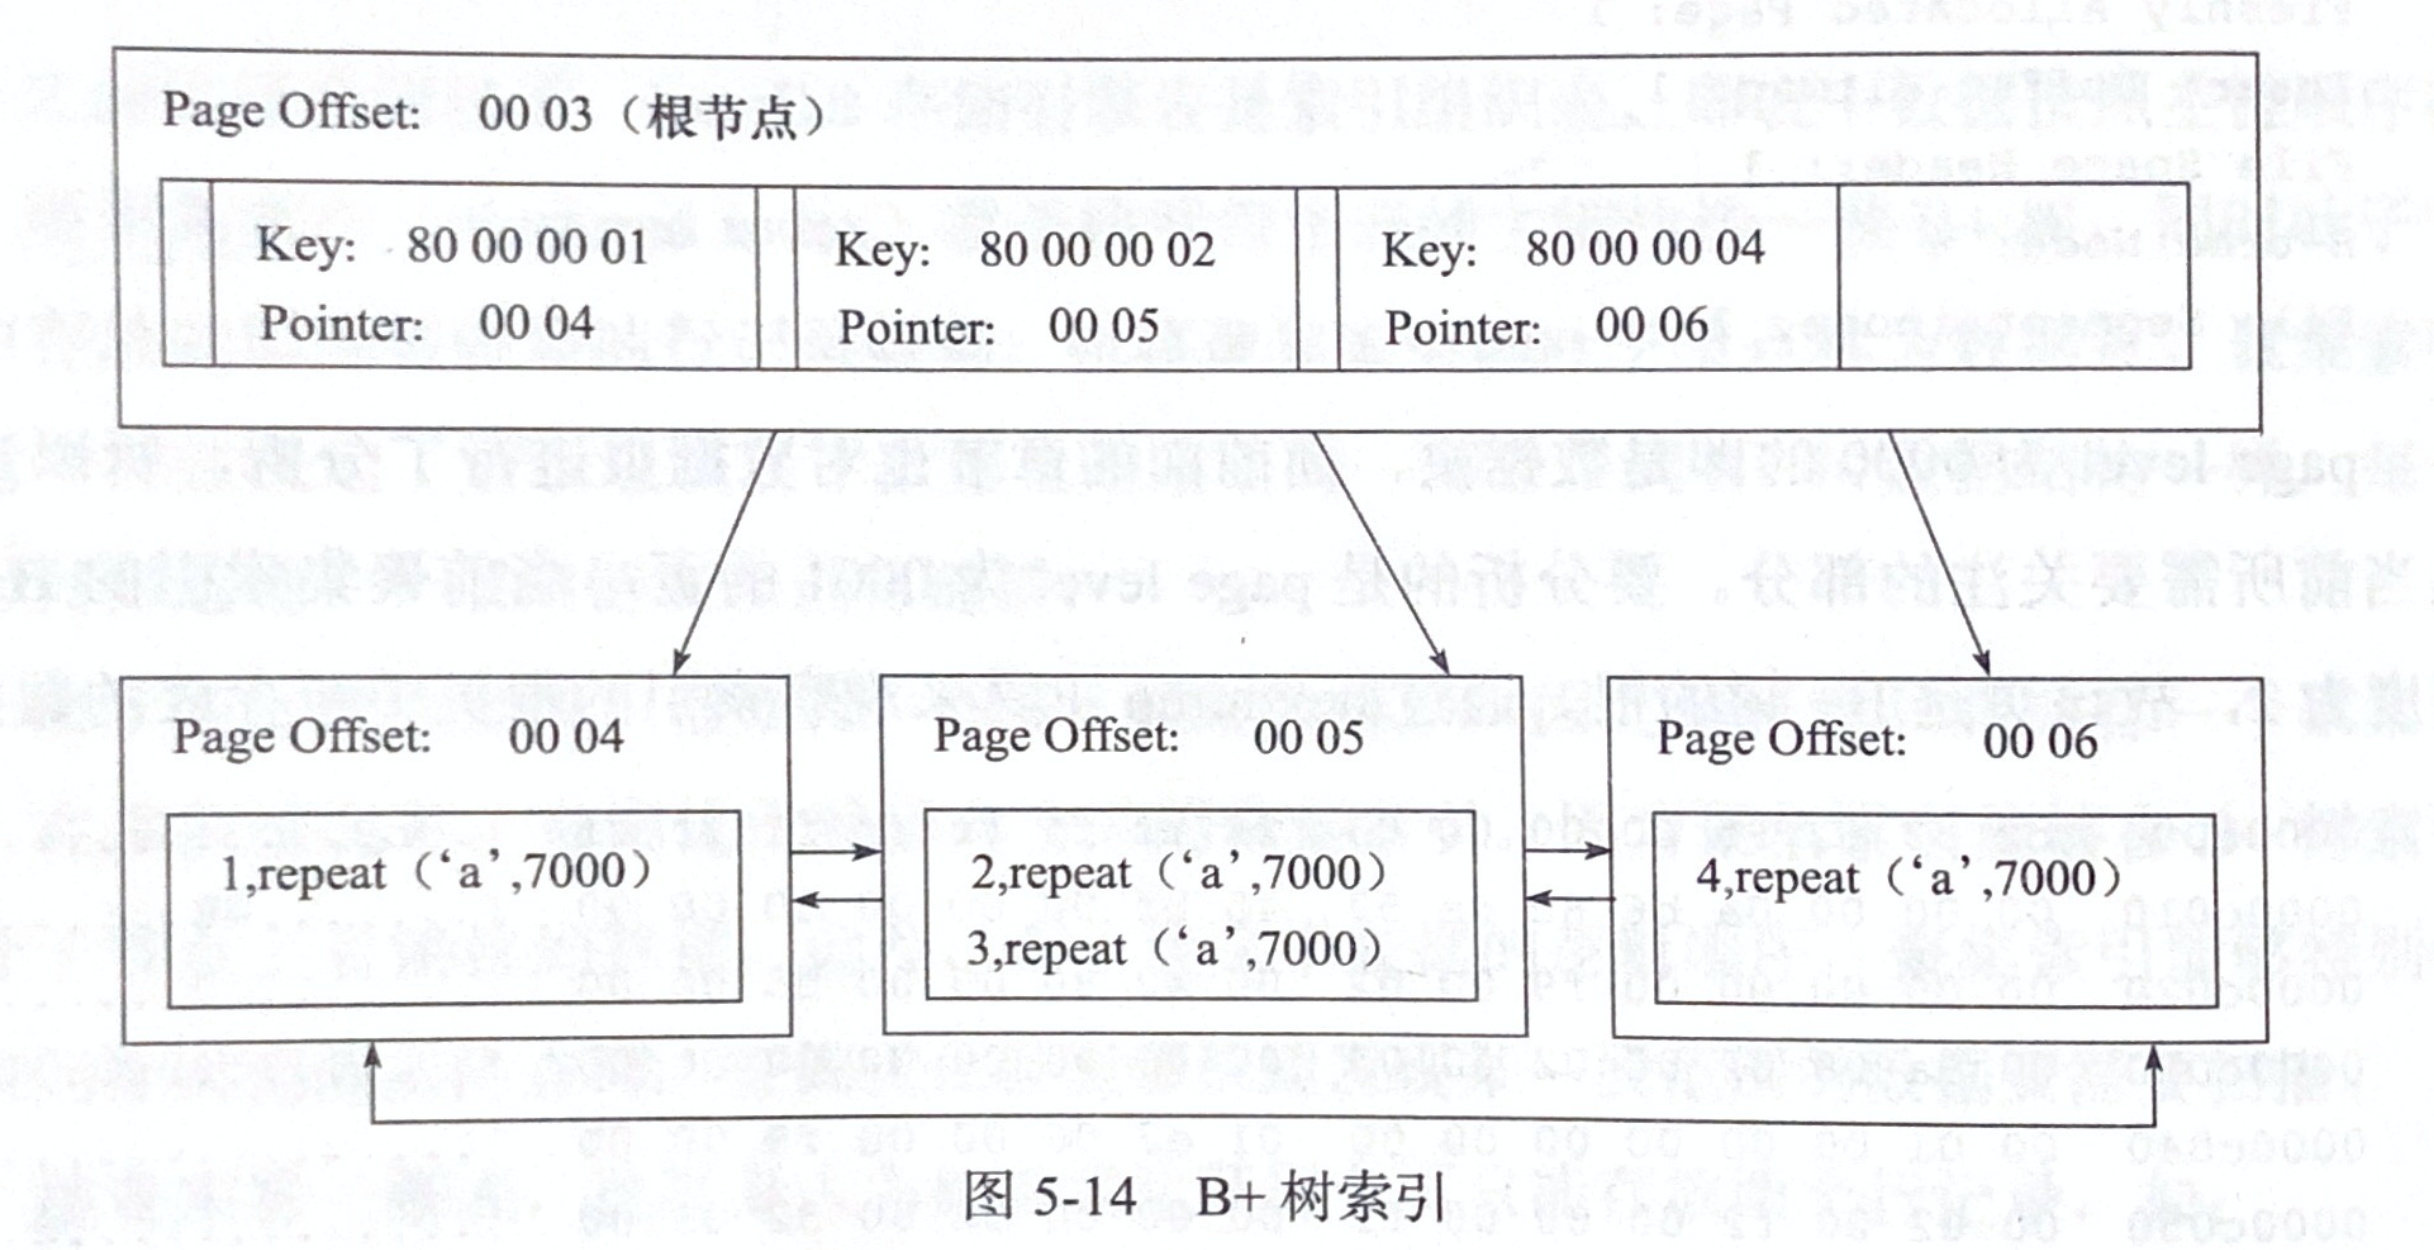 Page Offset: 00 03（根节点）
Key: 80 00 00 01
Pointer: 00 04
Key: 80 00 00 02
Pointer: 00 05
Key: 80 00 00 04
Pointer: 00 06
Page Offset: 00 04
1,repeat（‘a’,7000）
Page Offset: 00 05
2,repeat（‘a’,7000）
3,repeat（‘a’,7000）
Page Offset: 00 06
4,repeat（‘a’,7000）
图 5-14 B+ 树索引